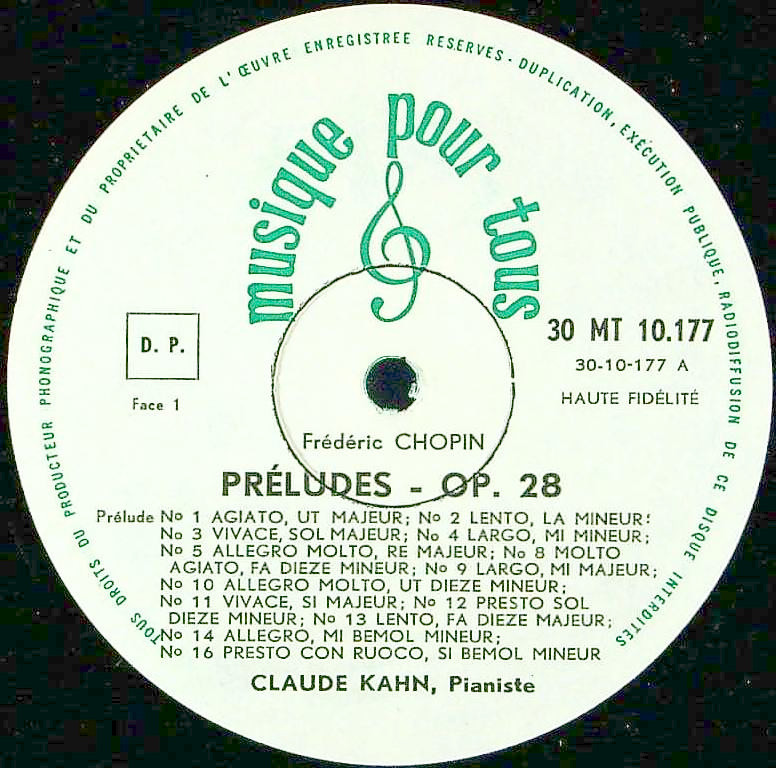 TOUS DROITS DU PRODUCTEUR PHONOGRAPHIQUE ET DU PROPRIETAIRE DE L'ŒUVRE ENREGISTREE RESERVES - DUPLICATION, EXÉCUTION PUBLIQUE, RADIODIFFUSION DE CE DISQUE INTERDITES
musique pour tous
D. P.
Face 1
30 MT 10.177
30-10-177 A
HAUTE FIDÉLITÉ
Frédéric CHOPIN
PRÉLUDES - OP. 28
Prélude No 1 AGIATO, UT MAJEUR; No 2 LENTO, LA MINEUR:
No 3 VIVACE, SOL MAJEUR; No 4 LARGO, MI MINEUR;
No 5 ALLEGRO MOLTO, RE MAJEUR; No 8 MOLTO
AGIATO, FA DIEZE MINEUR; No 9 LARGO, MI MAJEUR;
No 10 ALLEGRO MOLTO, UT DIEZE MINEUR;
No 11 VIVACE, SI MAJEUR; No 12 PRESTO SOL
DIEZE MINEUR; No 13 LENTO, FA DIEZE MAJEUR;
No 14 ALLEGRO, MI BEMOL MINEUR;
No 16 PRESTO CON RUOCO, SI BEMOL MINEUR
CLAUDE KAHN, Pianiste